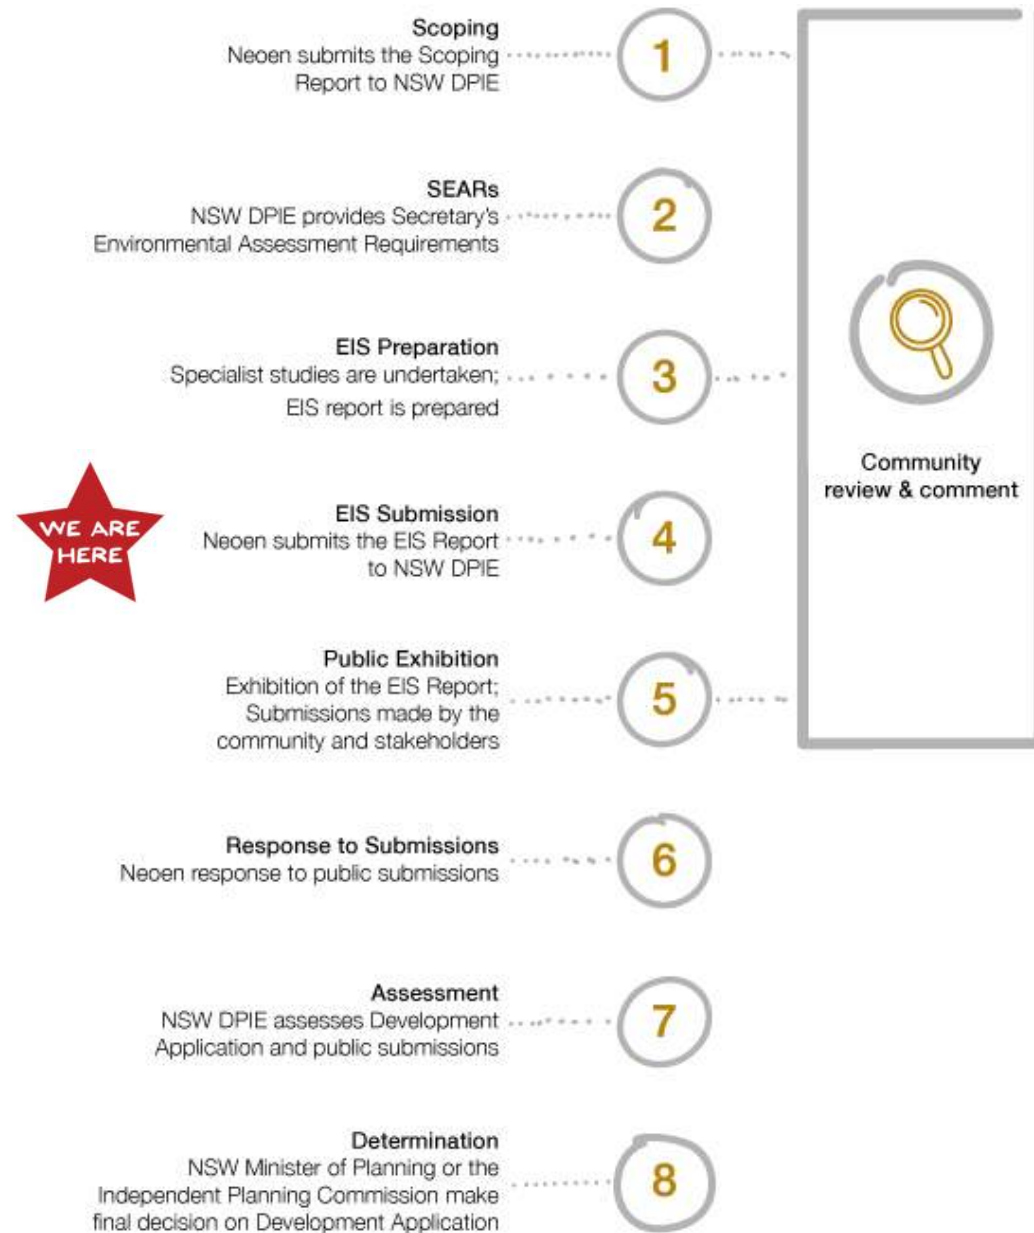 Scoping
Neoen submits the Scoping
Report to NSW DPIE
1
SEARs
NSW DPIE provides Secretary's
Environmental Assessment Requirements
2
EIS Preparation
Specialist studies are undertaken;
EIS report is prepared
3
Community
review & comment
WE ARE
HERE
EIS Submission
Neoen submits the EIS Report
to NSW DPIE
4
Public Exhibition
Exhibition of the EIS Report;
Submissions made by the
community and stakeholders
5
Response to Submissions
Neoen response to public submissions
6
Assessment
NSW DPIE assesses Development
Application and public submissions
7
Determination
NSW Minister of Planning or the
Independent Planning Commission make
final decision on Development Application
8